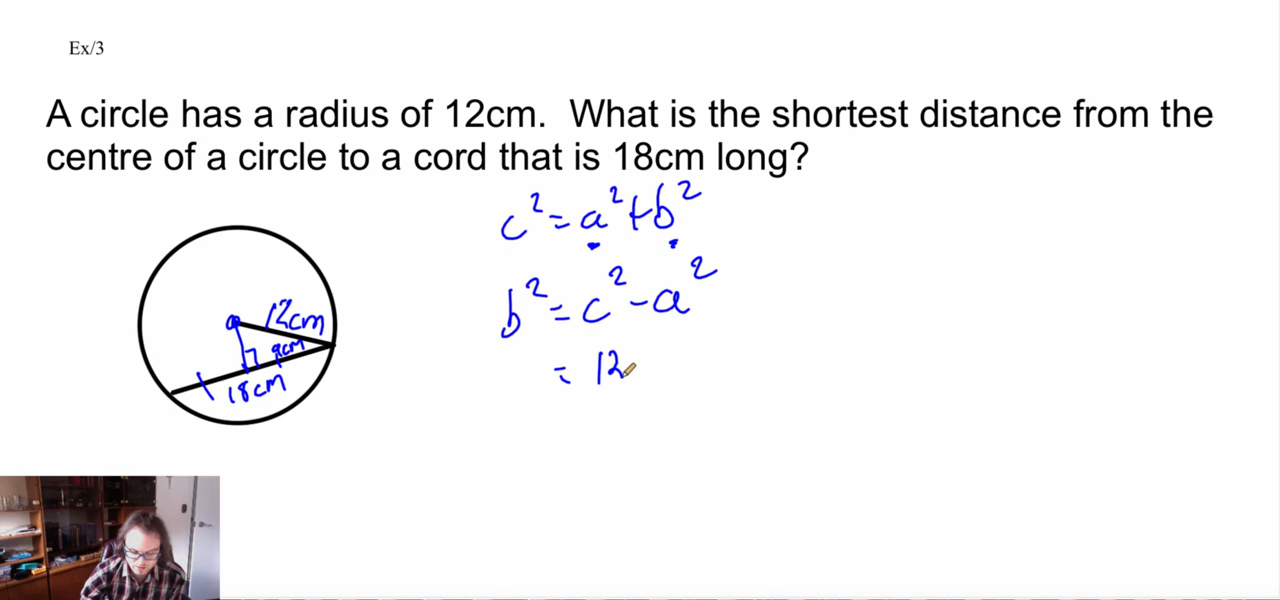 Ex/3
A circle has a radius of 12cm. What is the shortest distance from the
centre of a circle to a cord that is 18cm long?
c² = a² + b²
b² = c² - a²
= 12
12cm
9cm
18cm